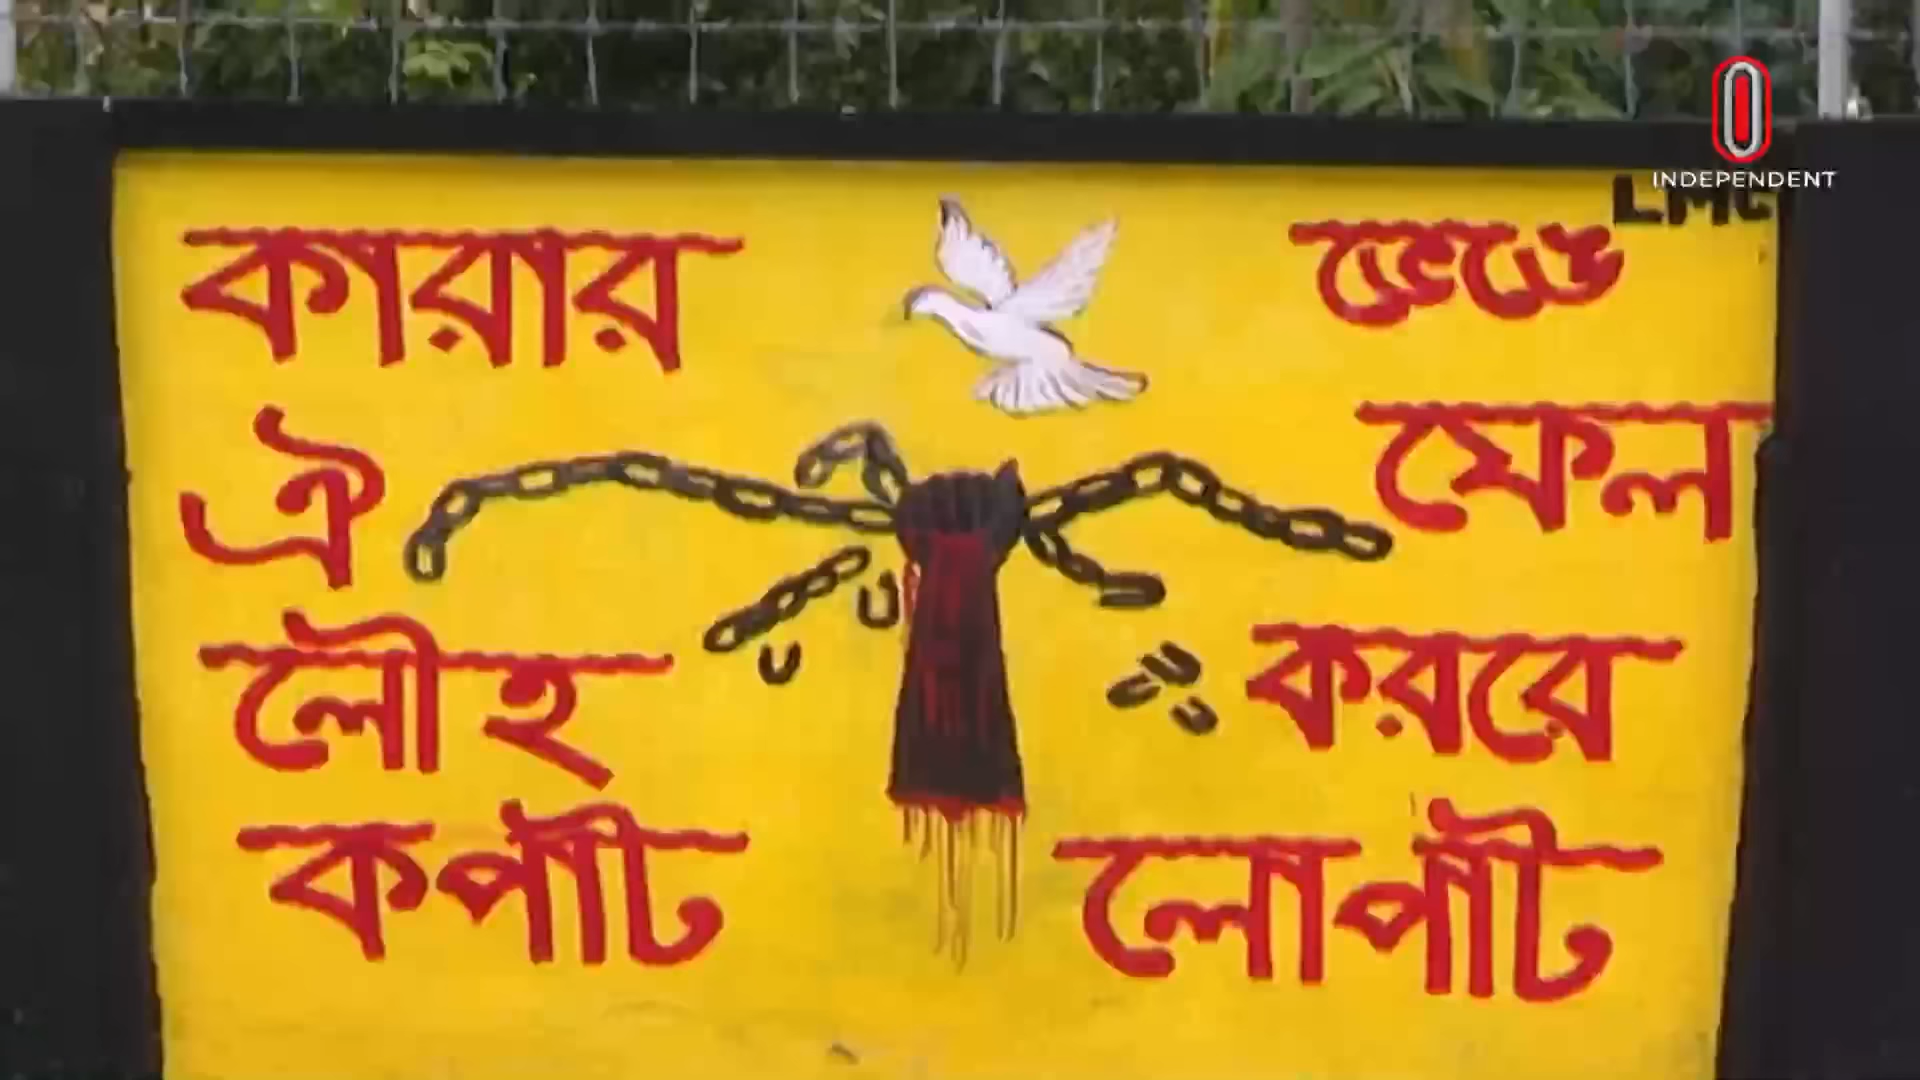 কারার
ঐ
লৌহ
কপাট
ভেঙে
ফেল
কররে
লোপাট
INDEPENDENT